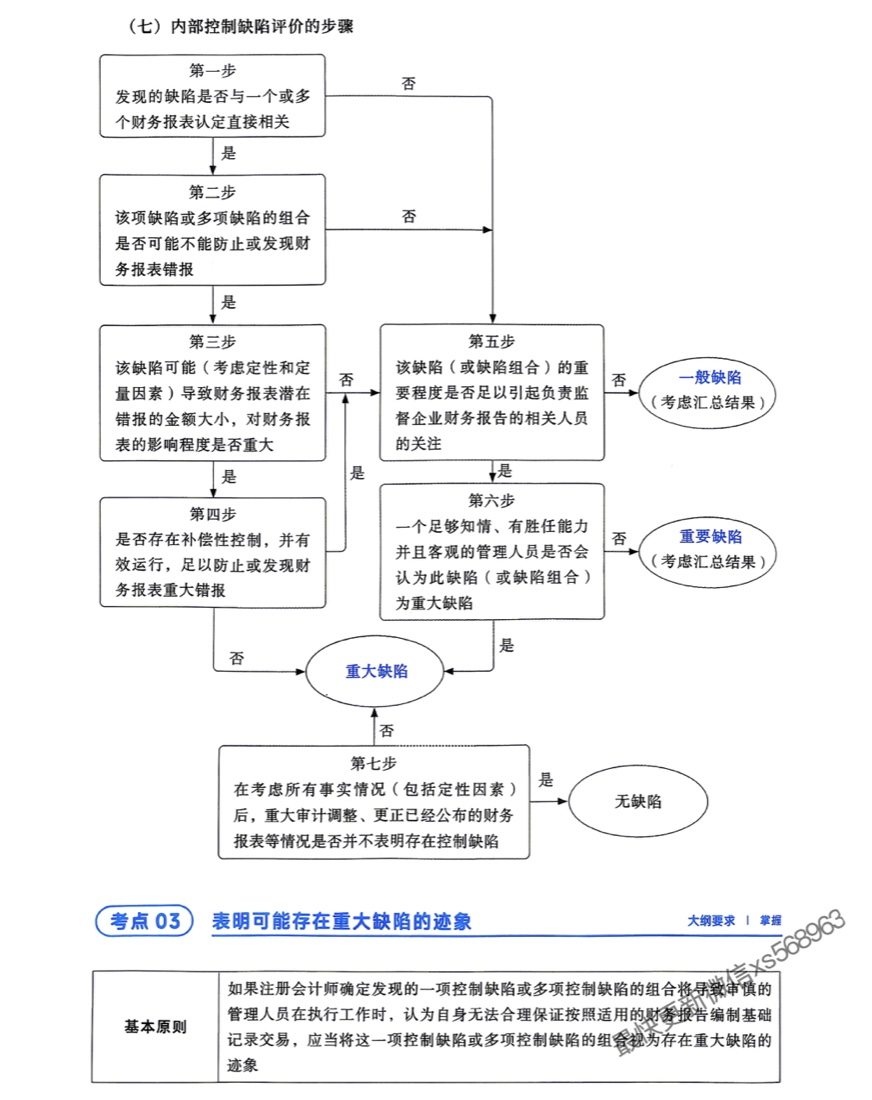 （七）内部控制缺陷评价的步骤
第一步
发现的缺陷是否与一个或多
个财务报表认定直接相关
否
是
第二步
该项缺陷或多项缺陷的组合
是否可能不能防止或发现财
务报表错报
否
是
第三步
该缺陷可能（考虑定性和定
量因素）导致财务报表潜在
错报的金额大小，对财务报
表的影响程度是否重大
否
是
第四步
是否存在补偿性控制，并有
效运行，足以防止或发现财
务报表重大错报
是
否
第五步
该缺陷（或缺陷组合）的重
要程度是否足以引起负责监
督企业财务报告的相关人员
的关注
否
一般缺陷
（考虑汇总结果）
是
第六步
一个足够知情、有胜任能力
并且客观的管理人员是否会
认为此缺陷（或缺陷组合）
为重大缺陷
否
重要缺陷
（考虑汇总结果）
是
重大缺陷
否
第七步
在考虑所有事实情况（包括定性因素）
后，重大审计调整、更正已经公布的财务
报表等情况是否并不表明存在控制缺陷
是
无缺陷
考点 03 表明可能存在重大缺陷的迹象 大纲要求 | 掌握
基本原则
如果注册会计师确定发现的一项控制缺陷或多项控制缺陷的组合将导致审慎的
管理人员在执行工作时，认为自身无法合理保证按照适用的财务报告编制基础
记录交易，应当将这一项控制缺陷或多项控制缺陷的组合视为存在重大缺陷的
迹象
最快更新微信xs568963